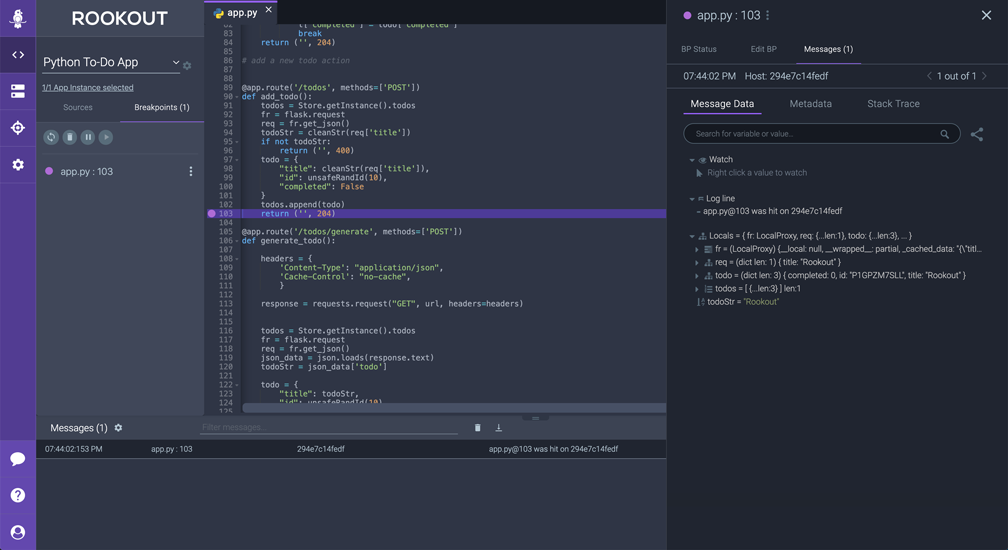 ROOKOUT
Python To-Do App
1/1 App Instance selected
Sources
Breakpoints (1)
app.py : 103
app.py
82 t['completed'] = todo['completed']
83 break
84 return ('', 204)
85
86 # add a new todo action
87
88
89 @app.route('/todos', methods=['POST'])
90 def add_todo():
91 todos = Store.getInstance().todos
92 fr = flask.request
93 req = fr.get_json()
94 todoStr = cleanStr(req['title'])
95 if not todoStr:
96 return ('', 400)
97 todo = {
98 "title": cleanStr(req['title']),
99 "id": unsafeRandId(10),
100 "completed": False
101 }
102 todos.append(todo)
103 return ('', 204)
104
105 @app.route('/todos/generate', methods=['POST'])
106 def generate_todo():
107
108 headers = {
109 'Content-Type': "application/json",
110 'Cache-Control': "no-cache",
111 }
112
113 response = requests.request("GET", url, headers=headers)
114
115
116 todos = Store.getInstance().todos
117 fr = flask.request
118 req = fr.get_json()
119 json_data = json.loads(response.text)
120 todoStr = json_data['todo']
121
122 todo = {
123 "title": todoStr,
124 "id": unsafeRandId(10)
125
Messages (1)
Filter messages...
07:44:02:153 PM app.py : 103 294e7c14fedf app.py@103 was hit on 294e7c14fedf
app.py : 103
BP Status
Edit BP
Messages (1)
07:44:02 PM Host: 294e7c14fedf
1 out of 1
Message Data
Metadata
Stack Trace
Search for variable or value...
Watch
Right click a value to watch
Log line
– app.py@103 was hit on 294e7c14fedf
Locals = { fr: LocalProxy, req: {...len:1}, todo: {...len:3}, ... }
fr = (LocalProxy) {__local: null, __wrapped__: partial, _cached_data: "{\"titl...
req = (dict len: 1) { title: "Rookout" }
todo = (dict len: 3) { completed: 0, id: "P1GPZM7SLL", title: "Rookout" }
todos = [ {...len:3} ] len:1
todoStr = "Rookout"